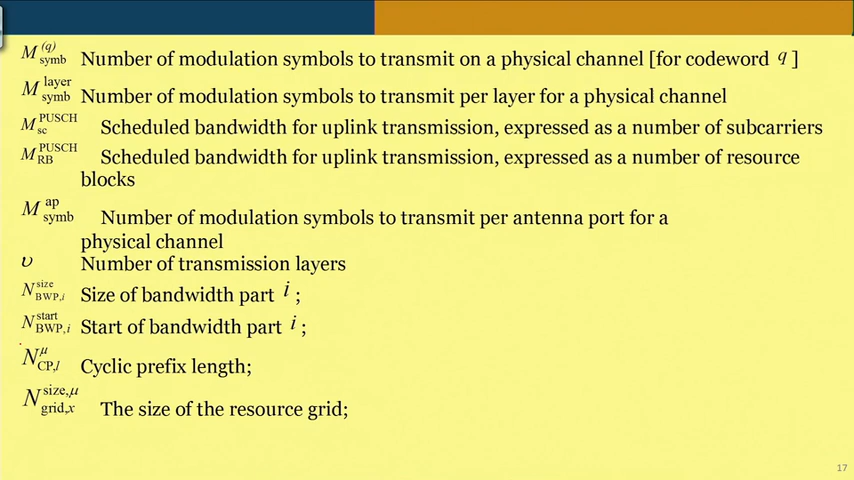 M_symb^(q) Number of modulation symbols to transmit on a physical channel [for codeword q ]
M_symb^layer Number of modulation symbols to transmit per layer for a physical channel
M_sc^PUSCH Scheduled bandwidth for uplink transmission, expressed as a number of subcarriers
M_RB^PUSCH Scheduled bandwidth for uplink transmission, expressed as a number of resource
blocks
M_symb^ap Number of modulation symbols to transmit per antenna port for a
physical channel
υ Number of transmission layers
N_BWP,i^size Size of bandwidth part i ;
N_BWP,i^start Start of bandwidth part i ;
N_CP,l^μ Cyclic prefix length;
N_grid,x^size,μ The size of the resource grid;
17